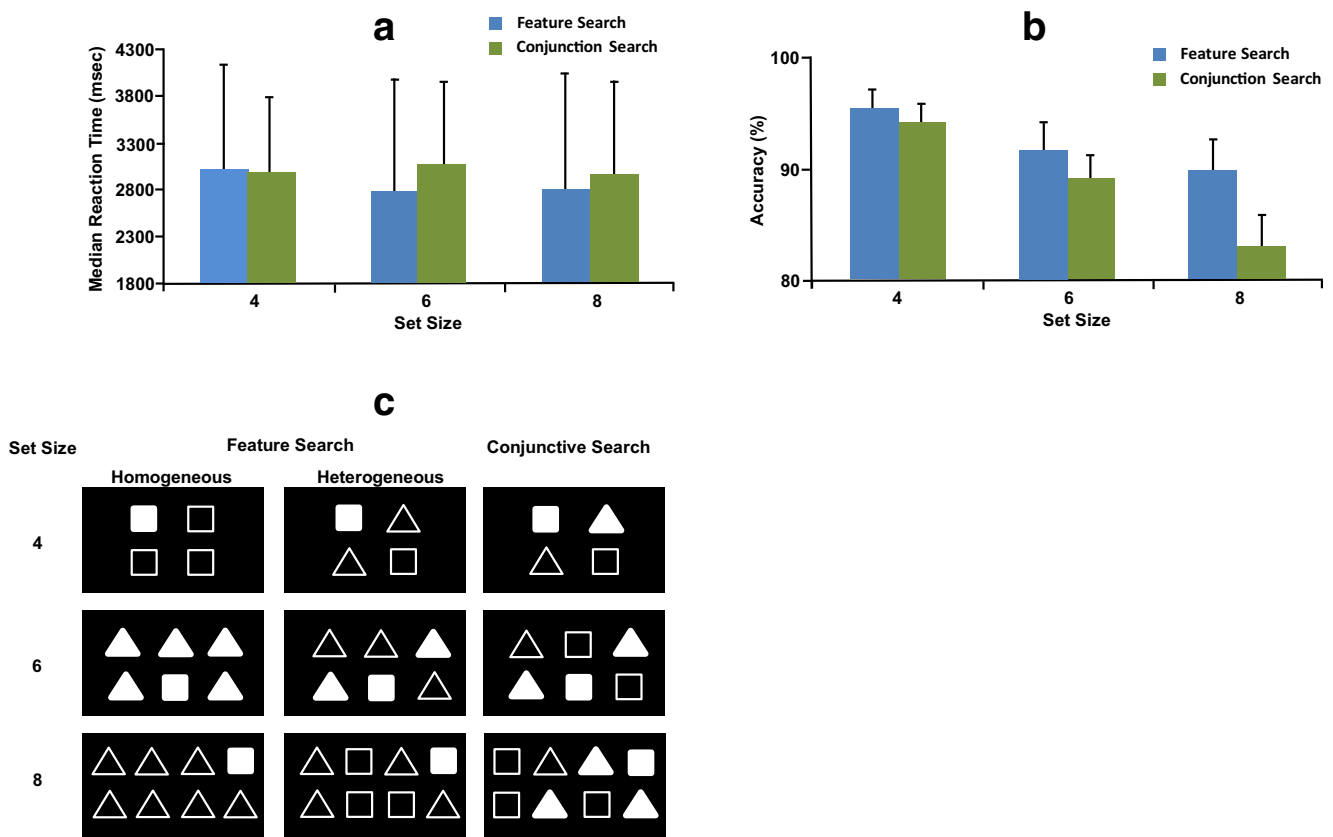 a
Feature Search
Conjunction Search
Median Reaction Time (msec)
4300
3800
3300
2800
2300
1800
4 6 8
Set Size
b
Feature Search
Conjunction Search
Accuracy (%)
100
90
80
4 6 8
Set Size
c
Set Size Feature Search Conjunctive Search
Homogeneous Heterogeneous
4
6
8